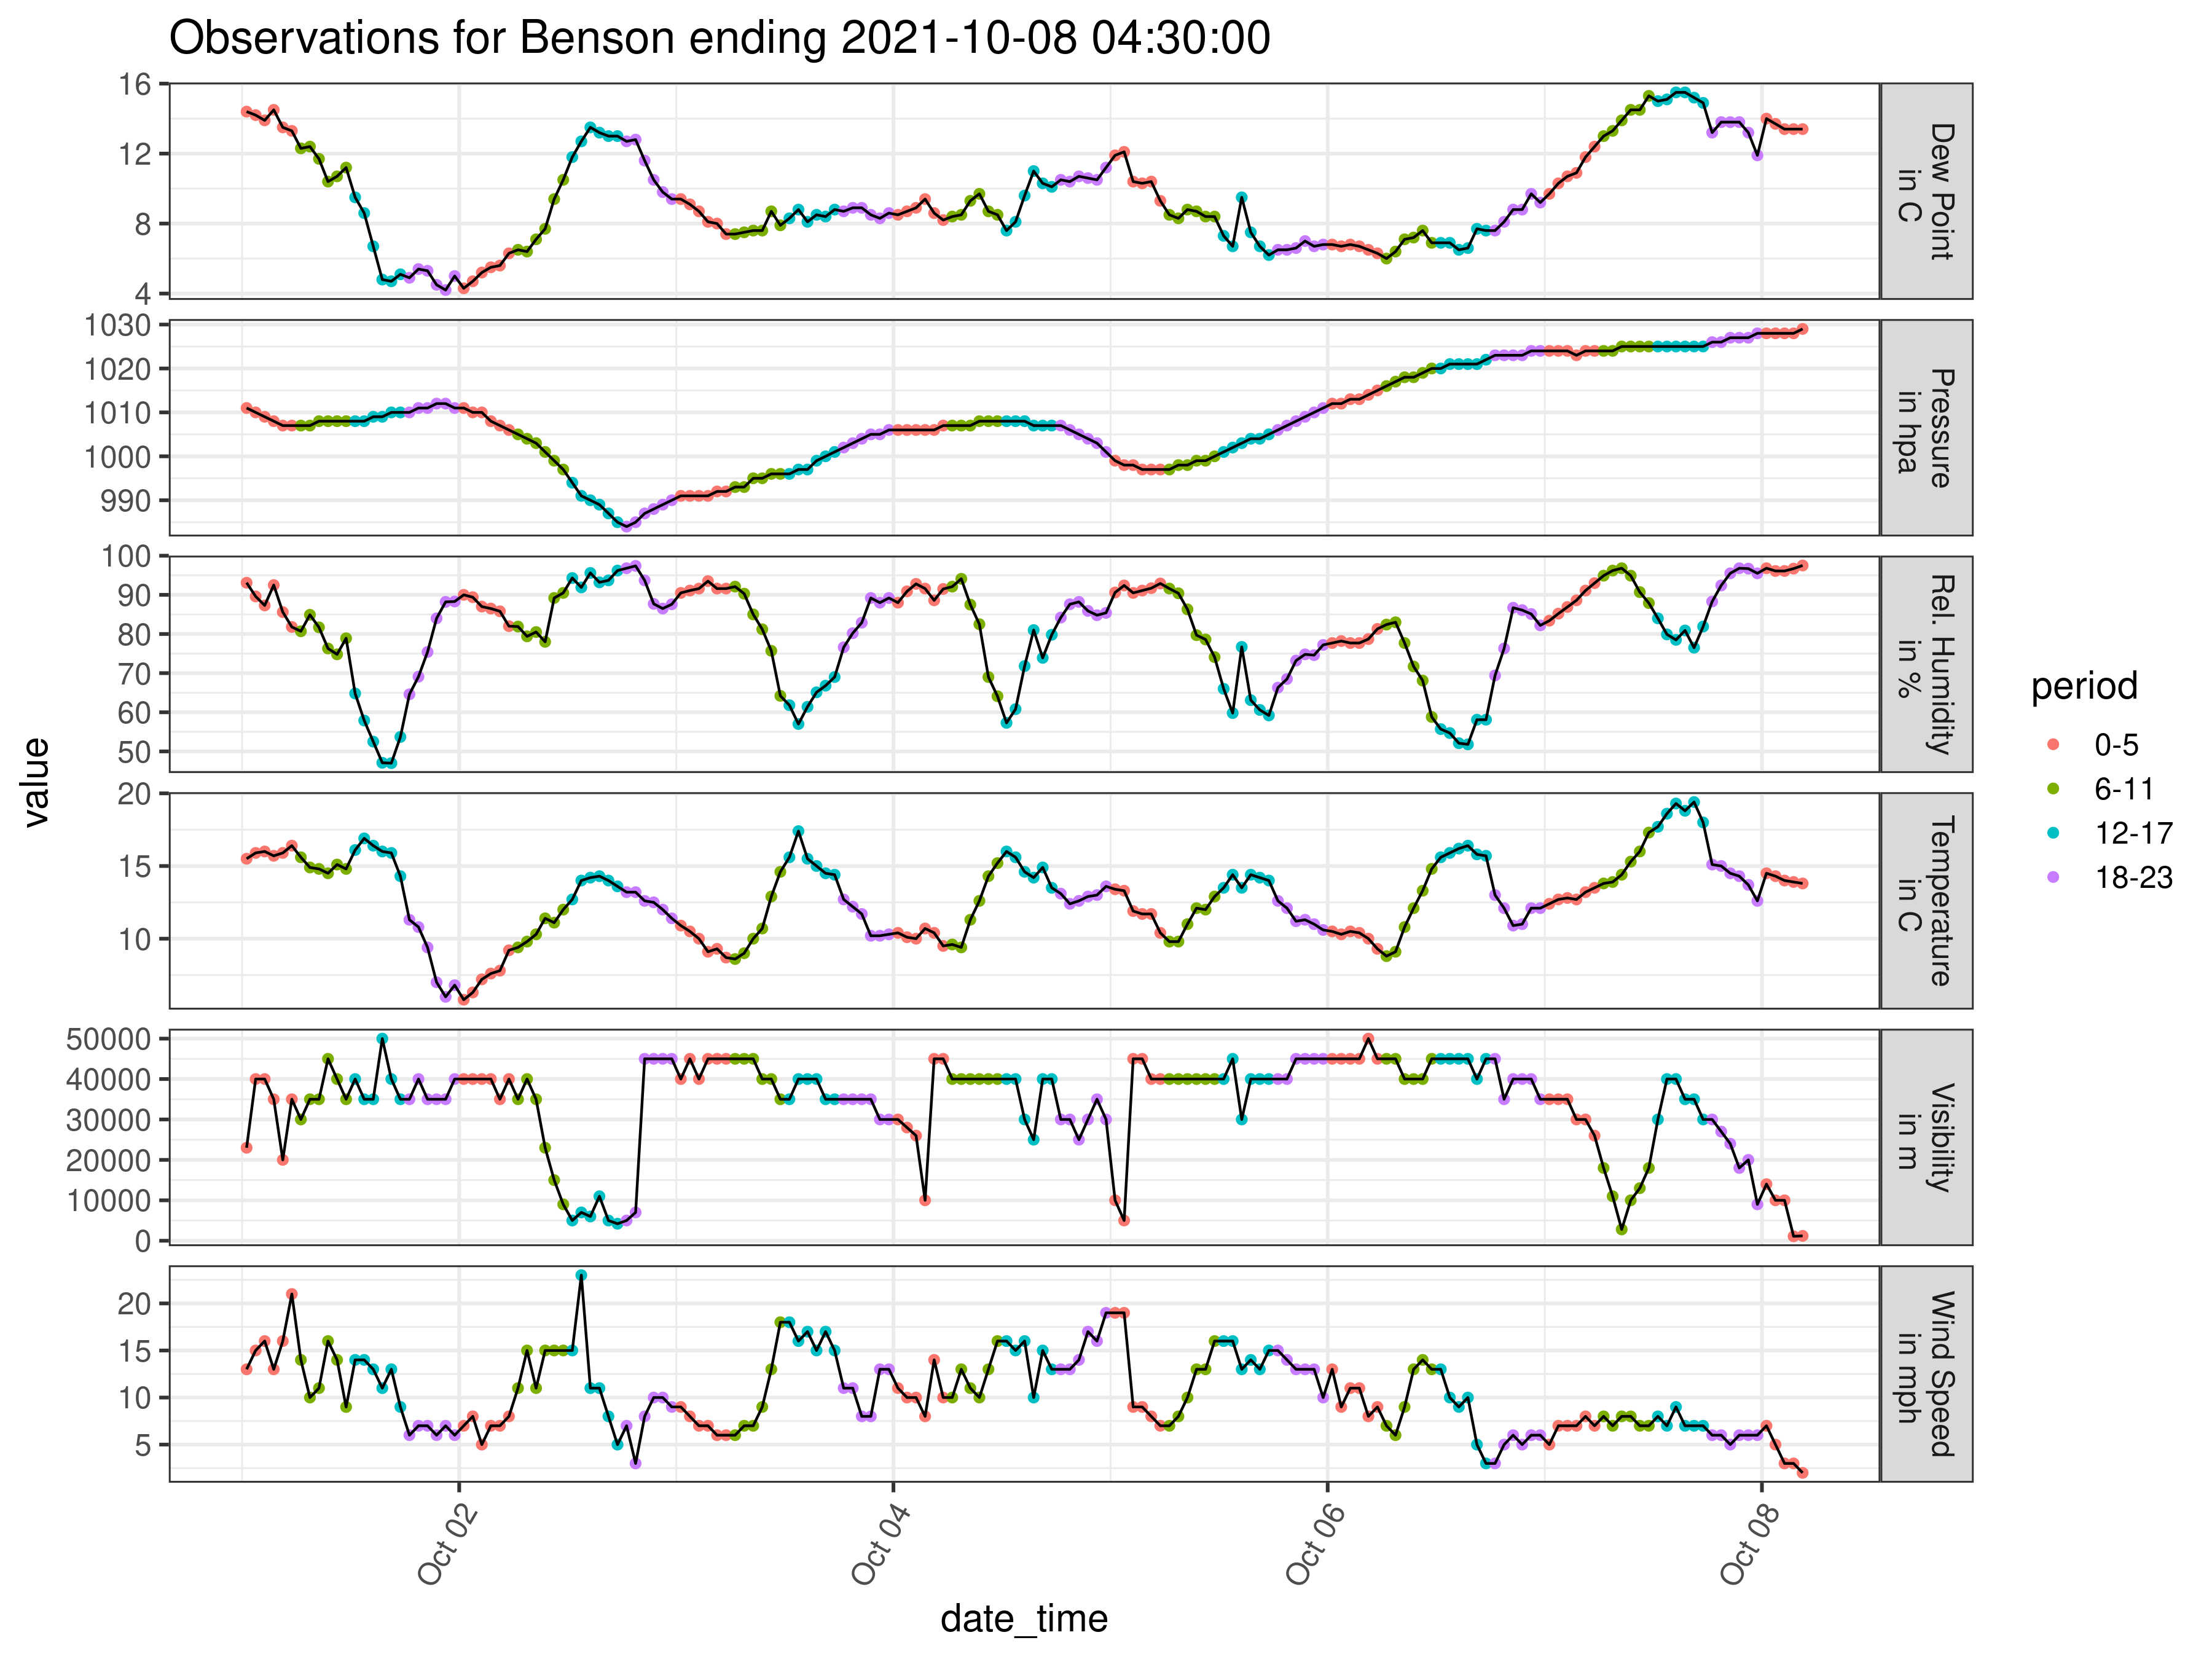 Observations for Benson ending 2021-10-08 04:30:00
value
16
12
8
4
Dew Point
in C
1030
1020
1010
1000
990
Pressure
in hpa
100
90
80
70
60
50
Rel. Humidity
in %
20
15
10
Temperature
in C
50000
40000
30000
20000
10000
0
Visibility
in m
20
15
10
5
Wind Speed
in mph
Oct 02
Oct 04
Oct 06
Oct 08
date_time
period
0-5
6-11
12-17
18-23